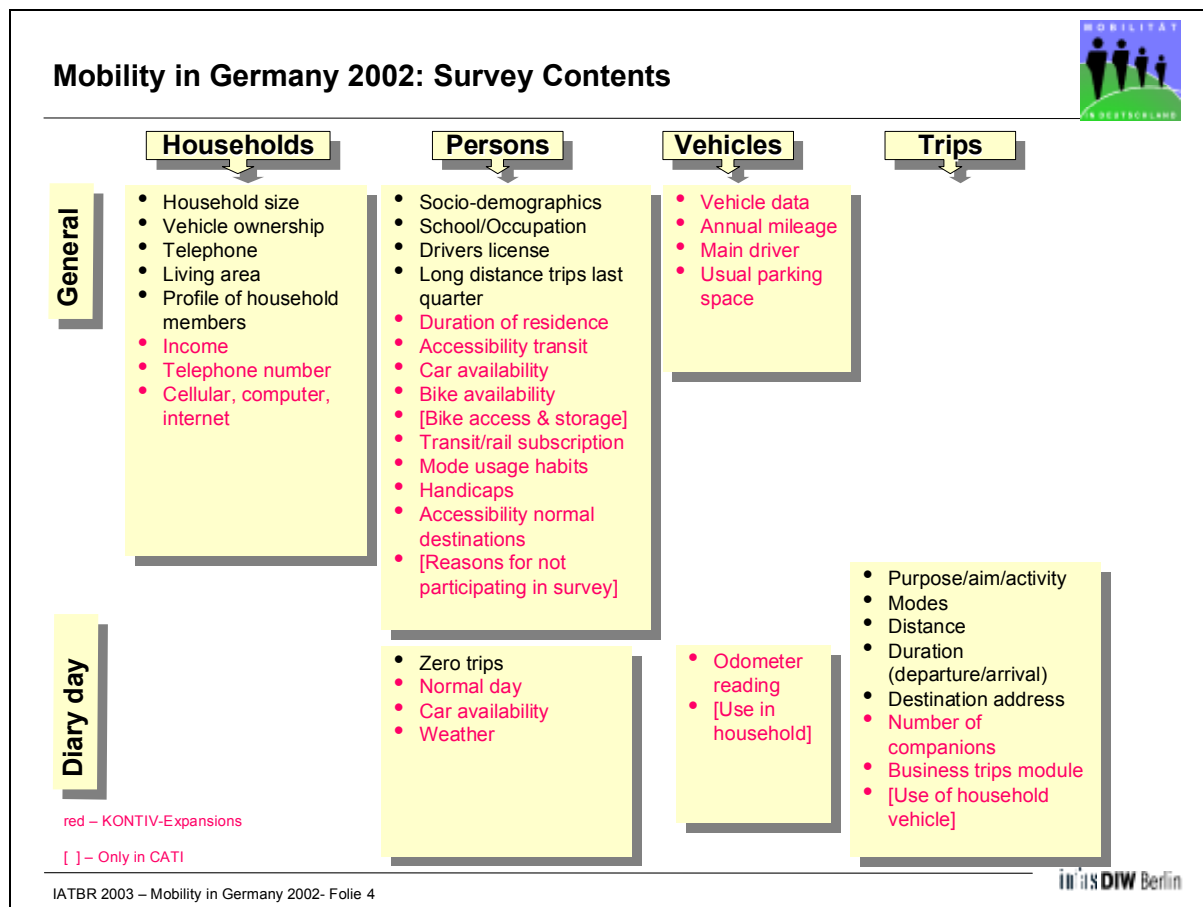 MOBILITÄT
IN DEUTSCHLAND
Mobility in Germany 2002: Survey Contents
Households
Persons
Vehicles
Trips
General
• Household size
• Vehicle ownership
• Telephone
• Living area
• Profile of household
members
• Income
• Telephone number
• Cellular, computer,
internet
• Socio-demographics
• School/Occupation
• Drivers license
• Long distance trips last
quarter
• Duration of residence
• Accessibility transit
• Car availability
• Bike availability
• [Bike access & storage]
• Transit/rail subscription
• Mode usage habits
• Handicaps
• Accessibility normal
destinations
• [Reasons for not
participating in survey]
• Vehicle data
• Annual mileage
• Main driver
• Usual parking
space
Diary day
• Zero trips
• Normal day
• Car availability
• Weather
• Odometer
reading
• [Use in
household]
• Purpose/aim/activity
• Modes
• Distance
• Duration
(departure/arrival)
• Destination address
• Number of
companions
• Business trips module
• [Use of household
vehicle]
red – KONTIV-Expansions
[ ] – Only in CATI
IATBR 2003 – Mobility in Germany 2002- Folie 4
infas DIW Berlin